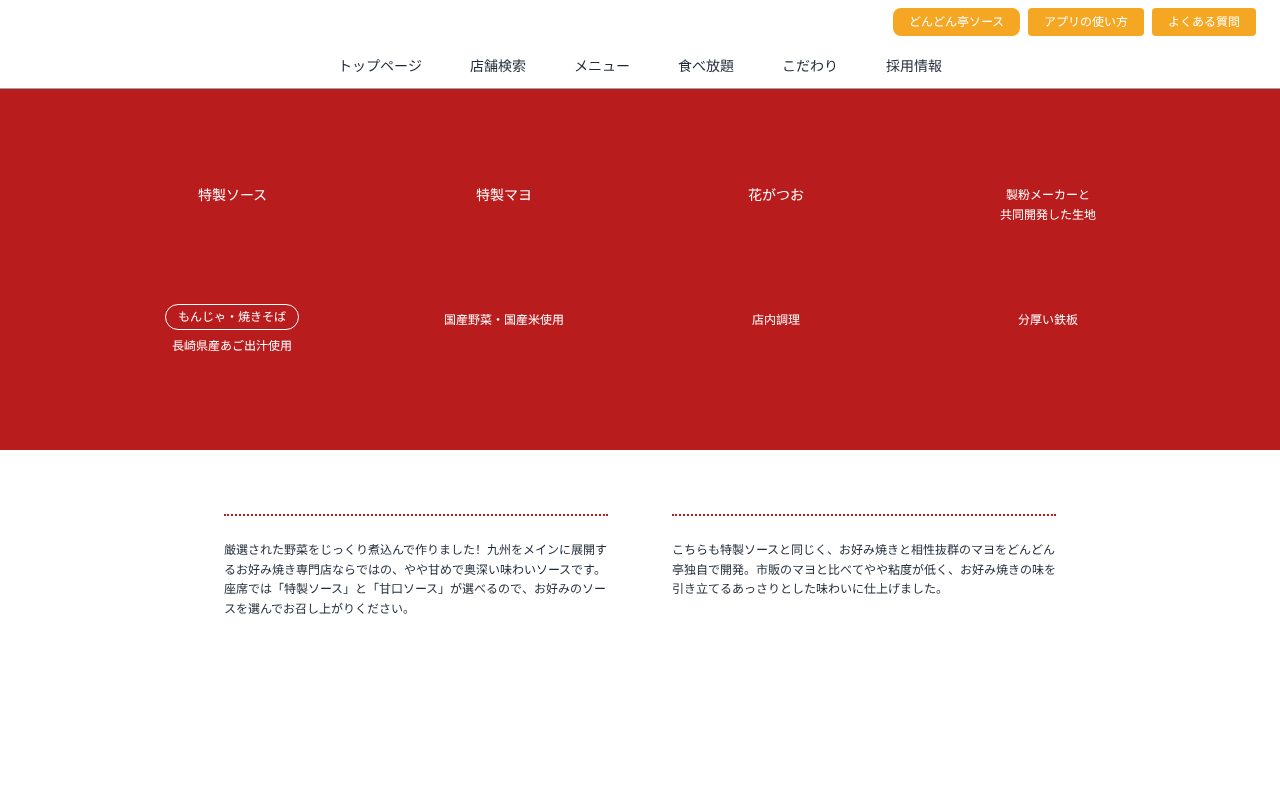 どんどん亭ソース
アプリの使い方
よくある質問
トップページ
店舗検索
メニュー
食べ放題
こだわり
採用情報
特製ソース
特製マヨ
花がつお
製粉メーカーと
共同開発した生地
もんじゃ・焼きそば
長崎県産あご出汁使用
国産野菜・国産米使用
店内調理
分厚い鉄板
厳選された野菜をじっくり煮込んで作りました！九州をメインに展開す
るお好み焼き専門店ならではの、やや甘めで奥深い味わいソースです。
座席では「特製ソース」と「甘口ソース」が選べるので、お好みのソー
スを選んでお召し上がりください。
こちらも特製ソースと同じく、お好み焼きと相性抜群のマヨをどんどん
亭独自で開発。市販のマヨと比べてやや粘度が低く、お好み焼きの味を
引き立てるあっさりとした味わいに仕上げました。